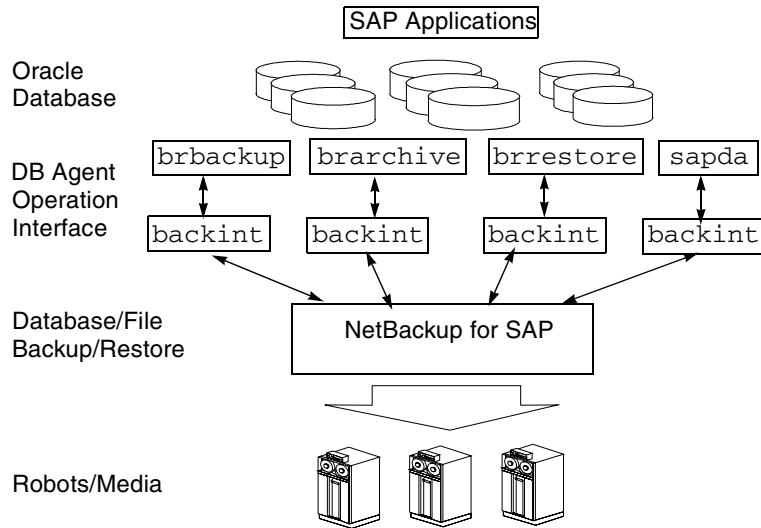 SAP Applications
Oracle
Database
brbackup
brarchive
brrestore
sapda
DB Agent
Operation
Interface
backint
backint
backint
backint
Database/File
Backup/Restore
NetBackup for SAP
Robots/Media